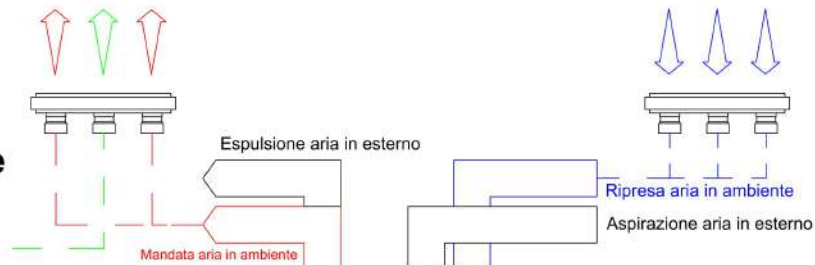 Espulsione aria in esterno
e
Ripresa aria in ambiente
Aspirazione aria in esterno
Mandata aria in ambiente